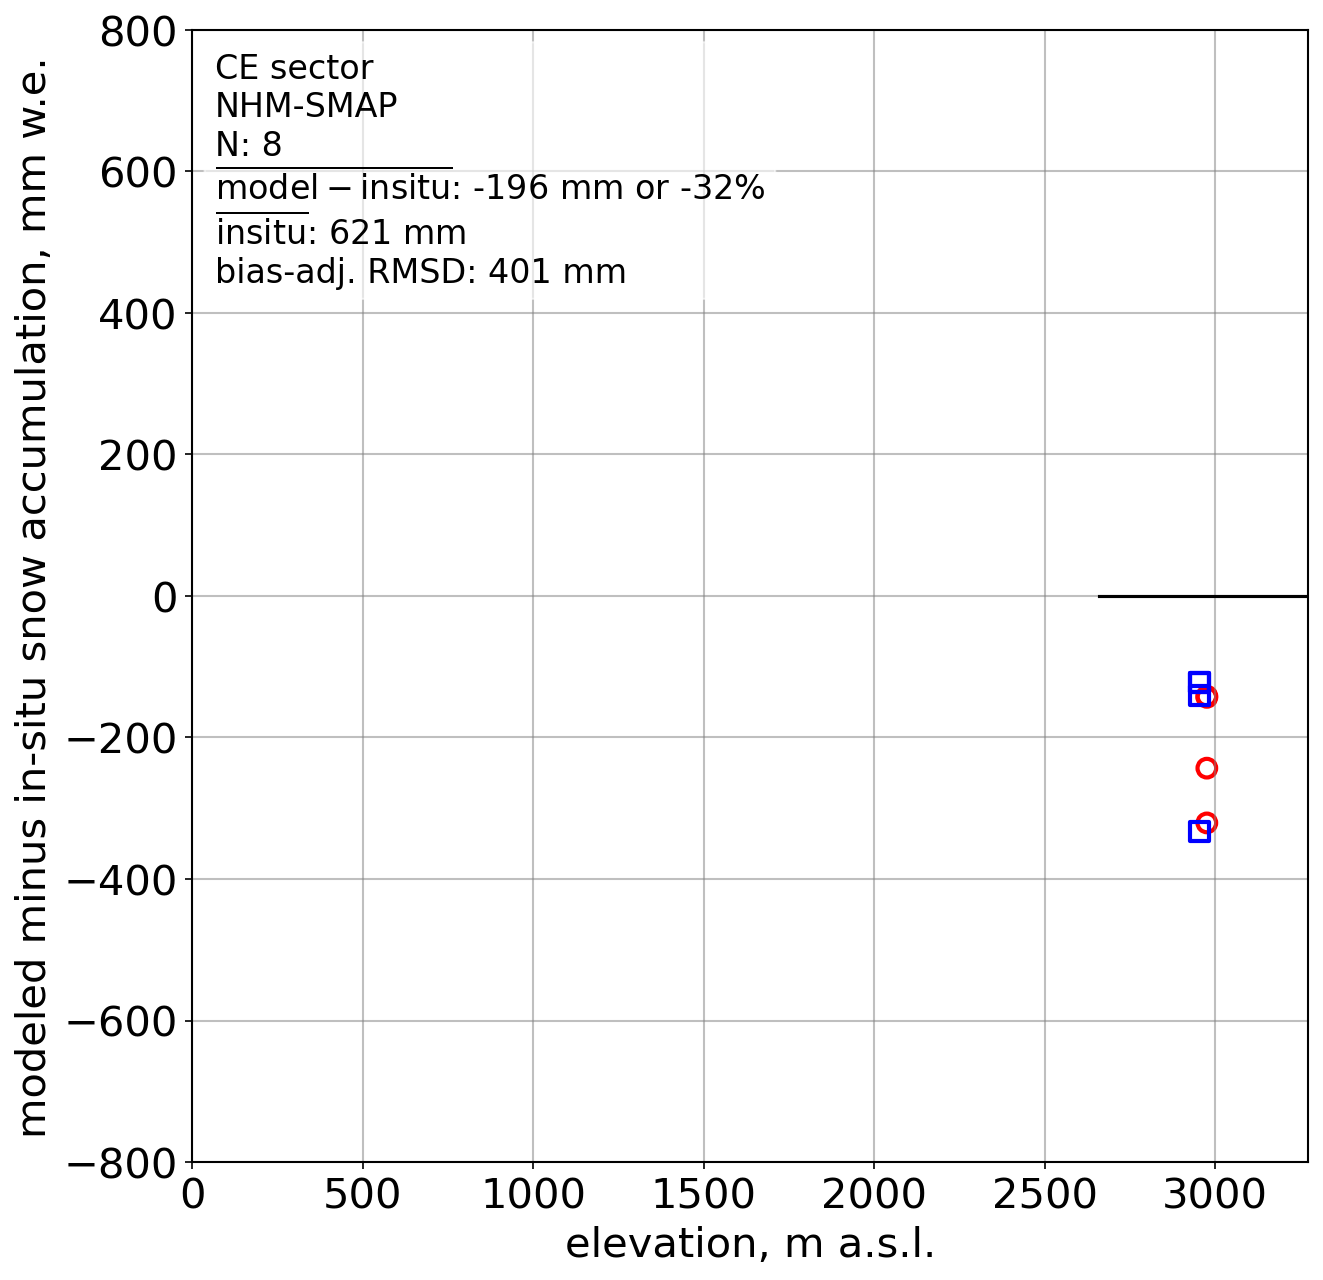 CE sector
NHM-SMAP
N: 8
model − insitu: -196 mm or -32%
insitu: 621 mm
bias-adj. RMSD: 401 mm
modeled minus in-situ snow accumulation, mm w.e.
800
600
400
200
0
−200
−400
−600
−800
0 500 1000 1500 2000 2500 3000
elevation, m a.s.l.